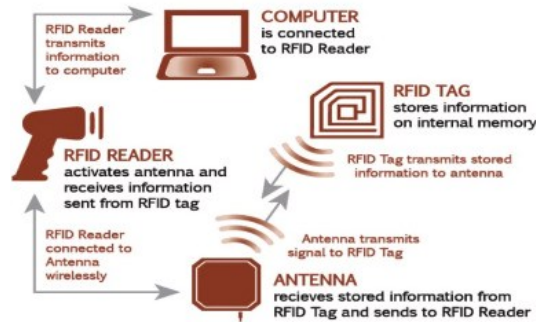 RFID Reader
transmits
information
to computer
COMPUTER
is connected
to RFID Reader
RFID TAG
stores information
on internal memory
RFID READER
activates antenna and
receives information
sent from RFID tag
RFID Tag transmits stored
information to antenna
RFID Reader
connected to
Antenna
wirelessly
Antenna transmits
signal to RFID Tag
ANTENNA
recieves stored information from
RFID Tag and sends to RFID Reader